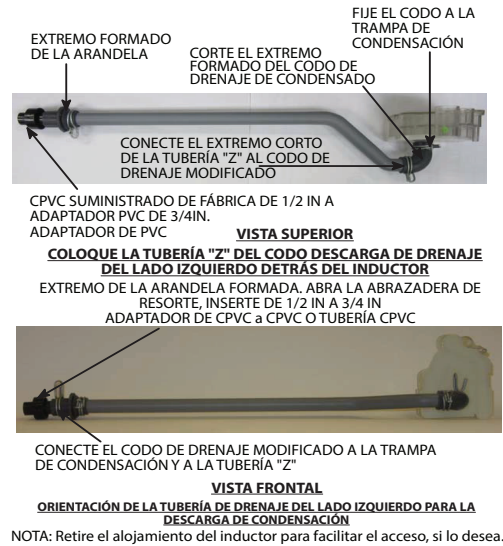 EXTREMO FORMADO
DE LA ARANDELA
FIJE EL CODO A LA
TRAMPA DE
CONDENSACIÓN
CORTE EL EXTREMO
FORMADO DEL CODO DE
DRENAJE DE CONDENSADO
CONECTE EL EXTREMO CORTO
DE LA TUBERÍA "Z" AL CODO DE
DRENAJE MODIFICADO
CPVC SUMINISTRADO DE FÁBRICA DE 1/2 IN A
ADAPTADOR PVC DE 3/4IN.
ADAPTADOR DE PVC
VISTA SUPERIOR
COLOQUE LA TUBERÍA "Z" DEL CODO DESCARGA DE DRENAJE
DEL LADO IZQUIERDO DETRÁS DEL INDUCTOR
EXTREMO DE LA ARANDELA FORMADA. ABRA LA ABRAZADERA DE
RESORTE, INSERTE DE 1/2 IN A 3/4 IN
ADAPTADOR DE CPVC a CPVC O TUBERÍA CPVC
CONECTE EL CODO DE DRENAJE MODIFICADO A LA TRAMPA
DE CONDENSACIÓN Y A LA TUBERÍA "Z"
VISTA FRONTAL
ORIENTACIÓN DE LA TUBERÍA DE DRENAJE DEL LADO IZQUIERDO PARA LA
DESCARGA DE CONDENSACIÓN
NOTA: Retire el alojamiento del inductor para facilitar el acceso, si lo desea.